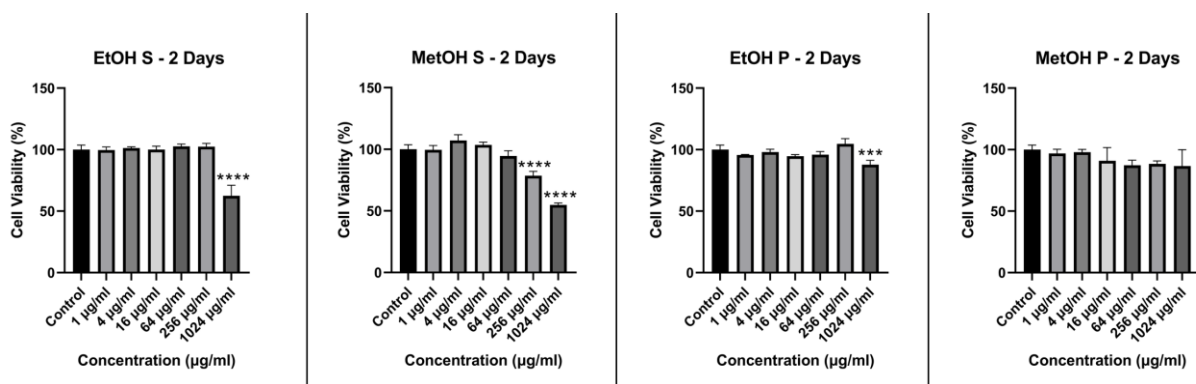 EtOH S - 2 Days
Cell Viability (%)
150
100
50
0
****
Control
1 µg/ml
4 µg/ml
16 µg/ml
64 µg/ml
256 µg/ml
1024 µg/ml
Concentration (µg/ml)
MetOH S - 2 Days
Cell Viability (%)
150
100
50
0
****
****
Control
1 µg/ml
4 µg/ml
16 µg/ml
64 µg/ml
256 µg/ml
1024 µg/ml
Concentration (µg/ml)
EtOH P - 2 Days
Cell Viability (%)
150
100
50
0
***
Control
1 µg/ml
4 µg/ml
16 µg/ml
64 µg/ml
256 µg/ml
1024 µg/ml
Concentration (µg/ml)
MetOH P - 2 Days
Cell Viability (%)
150
100
50
0
Control
1 µg/ml
4 µg/ml
16 µg/ml
64 µg/ml
256 µg/ml
1024 µg/ml
Concentration (µg/ml)